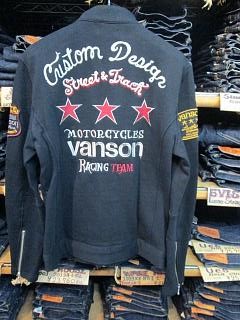 Custom Design
Street & Track
MOTORCYCLES
VANSON
RACING TEAM